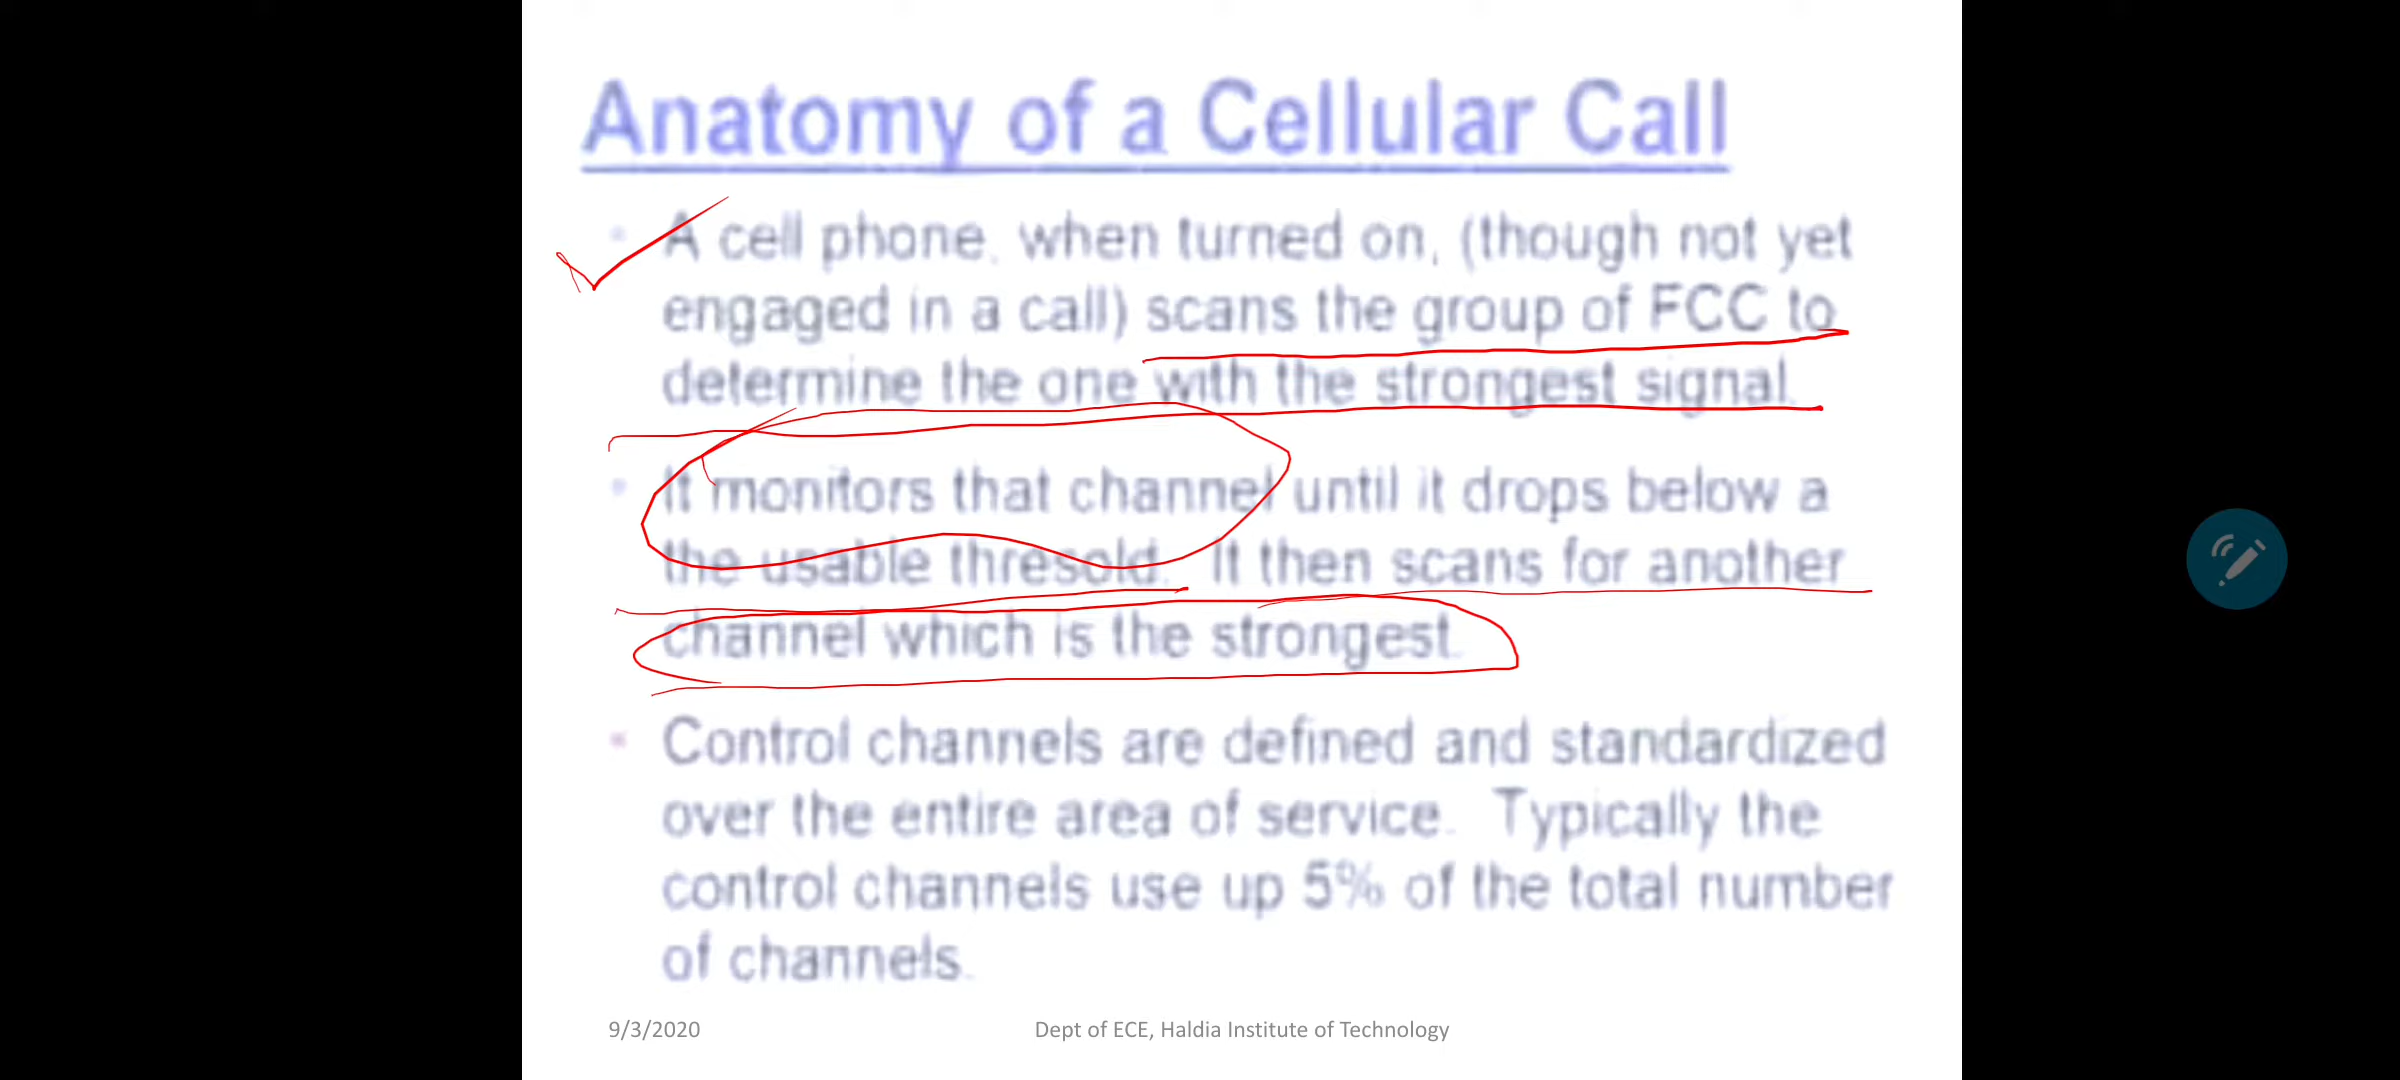 Anatomy of a Cellular Call
• A cell phone, when turned on, (though not yet
engaged in a call) scans the group of FCC to
determine the one with the strongest signal.
• It monitors that channel until it drops below a
the usable thresold. It then scans for another
channel which is the strongest.
• Control channels are defined and standardized
over the entire area of service. Typically the
control channels use up 5% of the total number
of channels.
9/3/2020
Dept of ECE, Haldia Institute of Technology